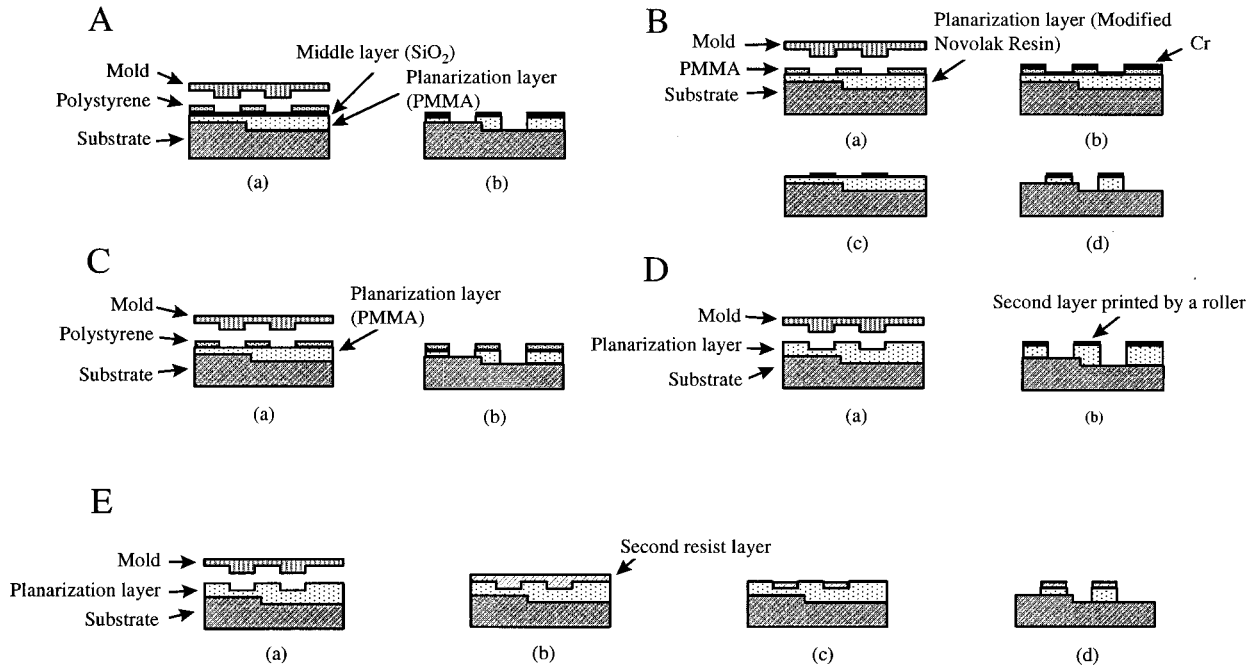 A
Middle layer (SiO2)
Mold
Planarization layer
(PMMA)
Polystyrene
Substrate
(a)
(b)
B
Planarization layer (Modified
Novolak Resin)
Mold
Cr
PMMA
Substrate
(a)
(b)
(c)
(d)
C
Planarization layer
(PMMA)
Mold
Polystyrene
Substrate
(a)
(b)
D
Second layer printed by a roller
Mold
Planarization layer
Substrate
(a)
(b)
E
Mold
Second resist layer
Planarization layer
Substrate
(a)
(b)
(c)
(d)